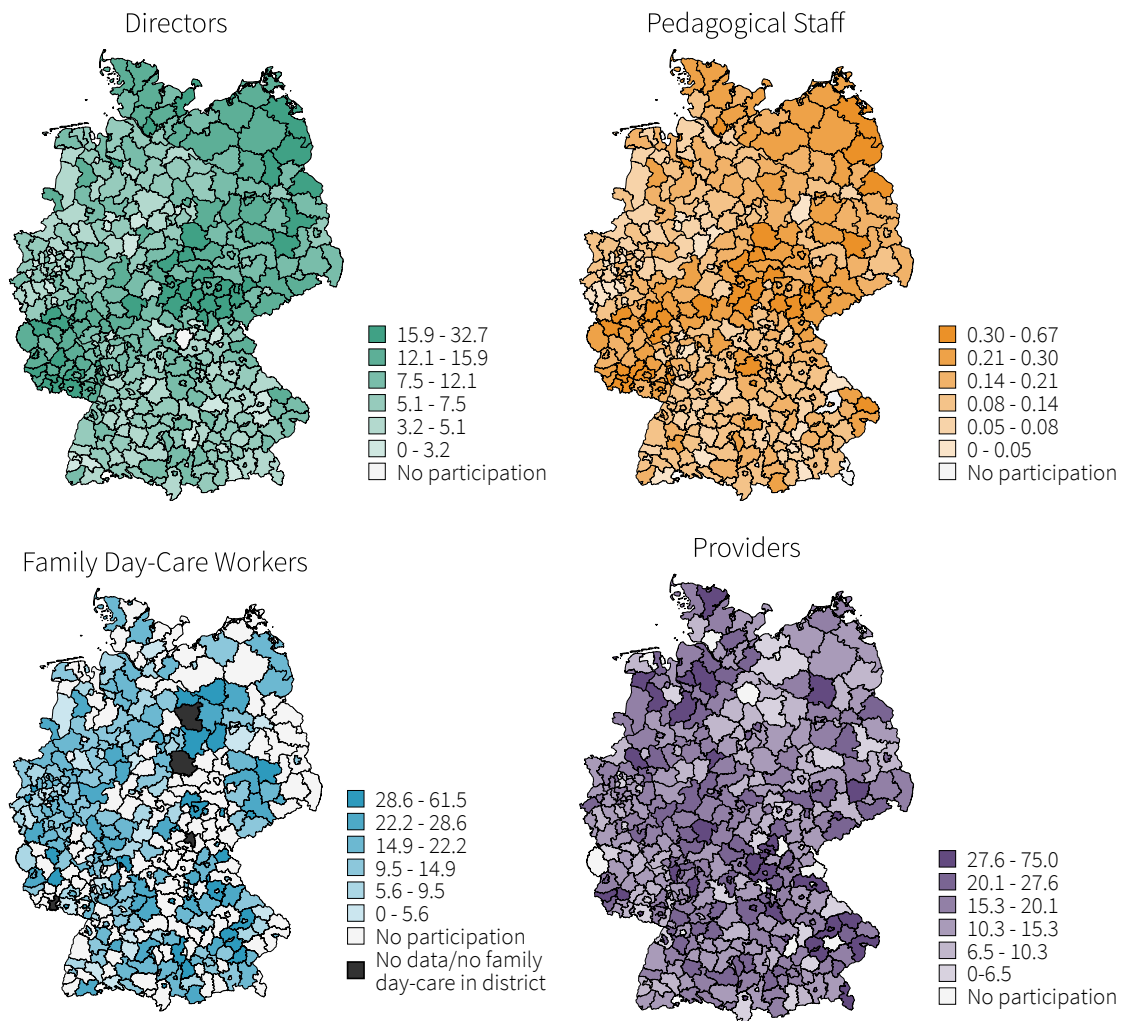 Directors
15.9 - 32.7
12.1 - 15.9
7.5 - 12.1
5.1 - 7.5
3.2 - 5.1
0 - 3.2
No participation
Pedagogical Staff
0.30 - 0.67
0.21 - 0.30
0.14 - 0.21
0.08 - 0.14
0.05 - 0.08
0 - 0.05
No participation
Family Day-Care Workers
28.6 - 61.5
22.2 - 28.6
14.9 - 22.2
9.5 - 14.9
5.6 - 9.5
0 - 5.6
No participation
No data/no family
day-care in district
Providers
27.6 - 75.0
20.1 - 27.6
15.3 - 20.1
10.3 - 15.3
6.5 - 10.3
0-6.5
No participation